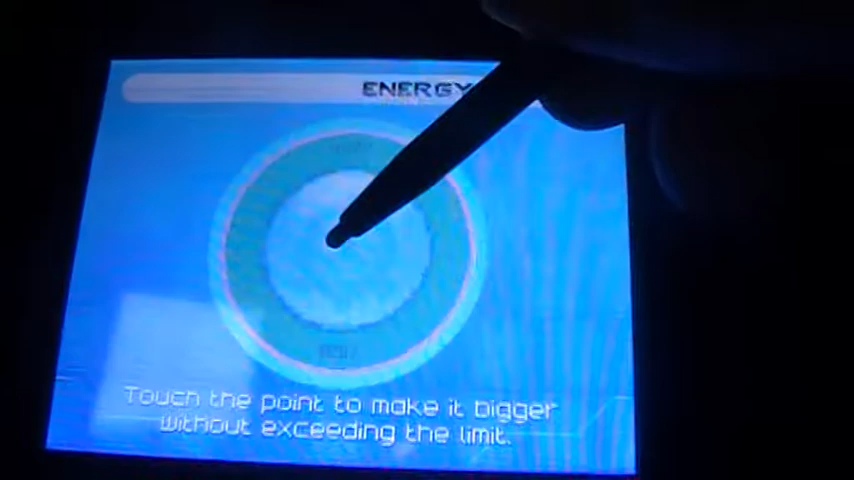 ENERGY
Touch the point to make it bigger
without exceeding the limit.